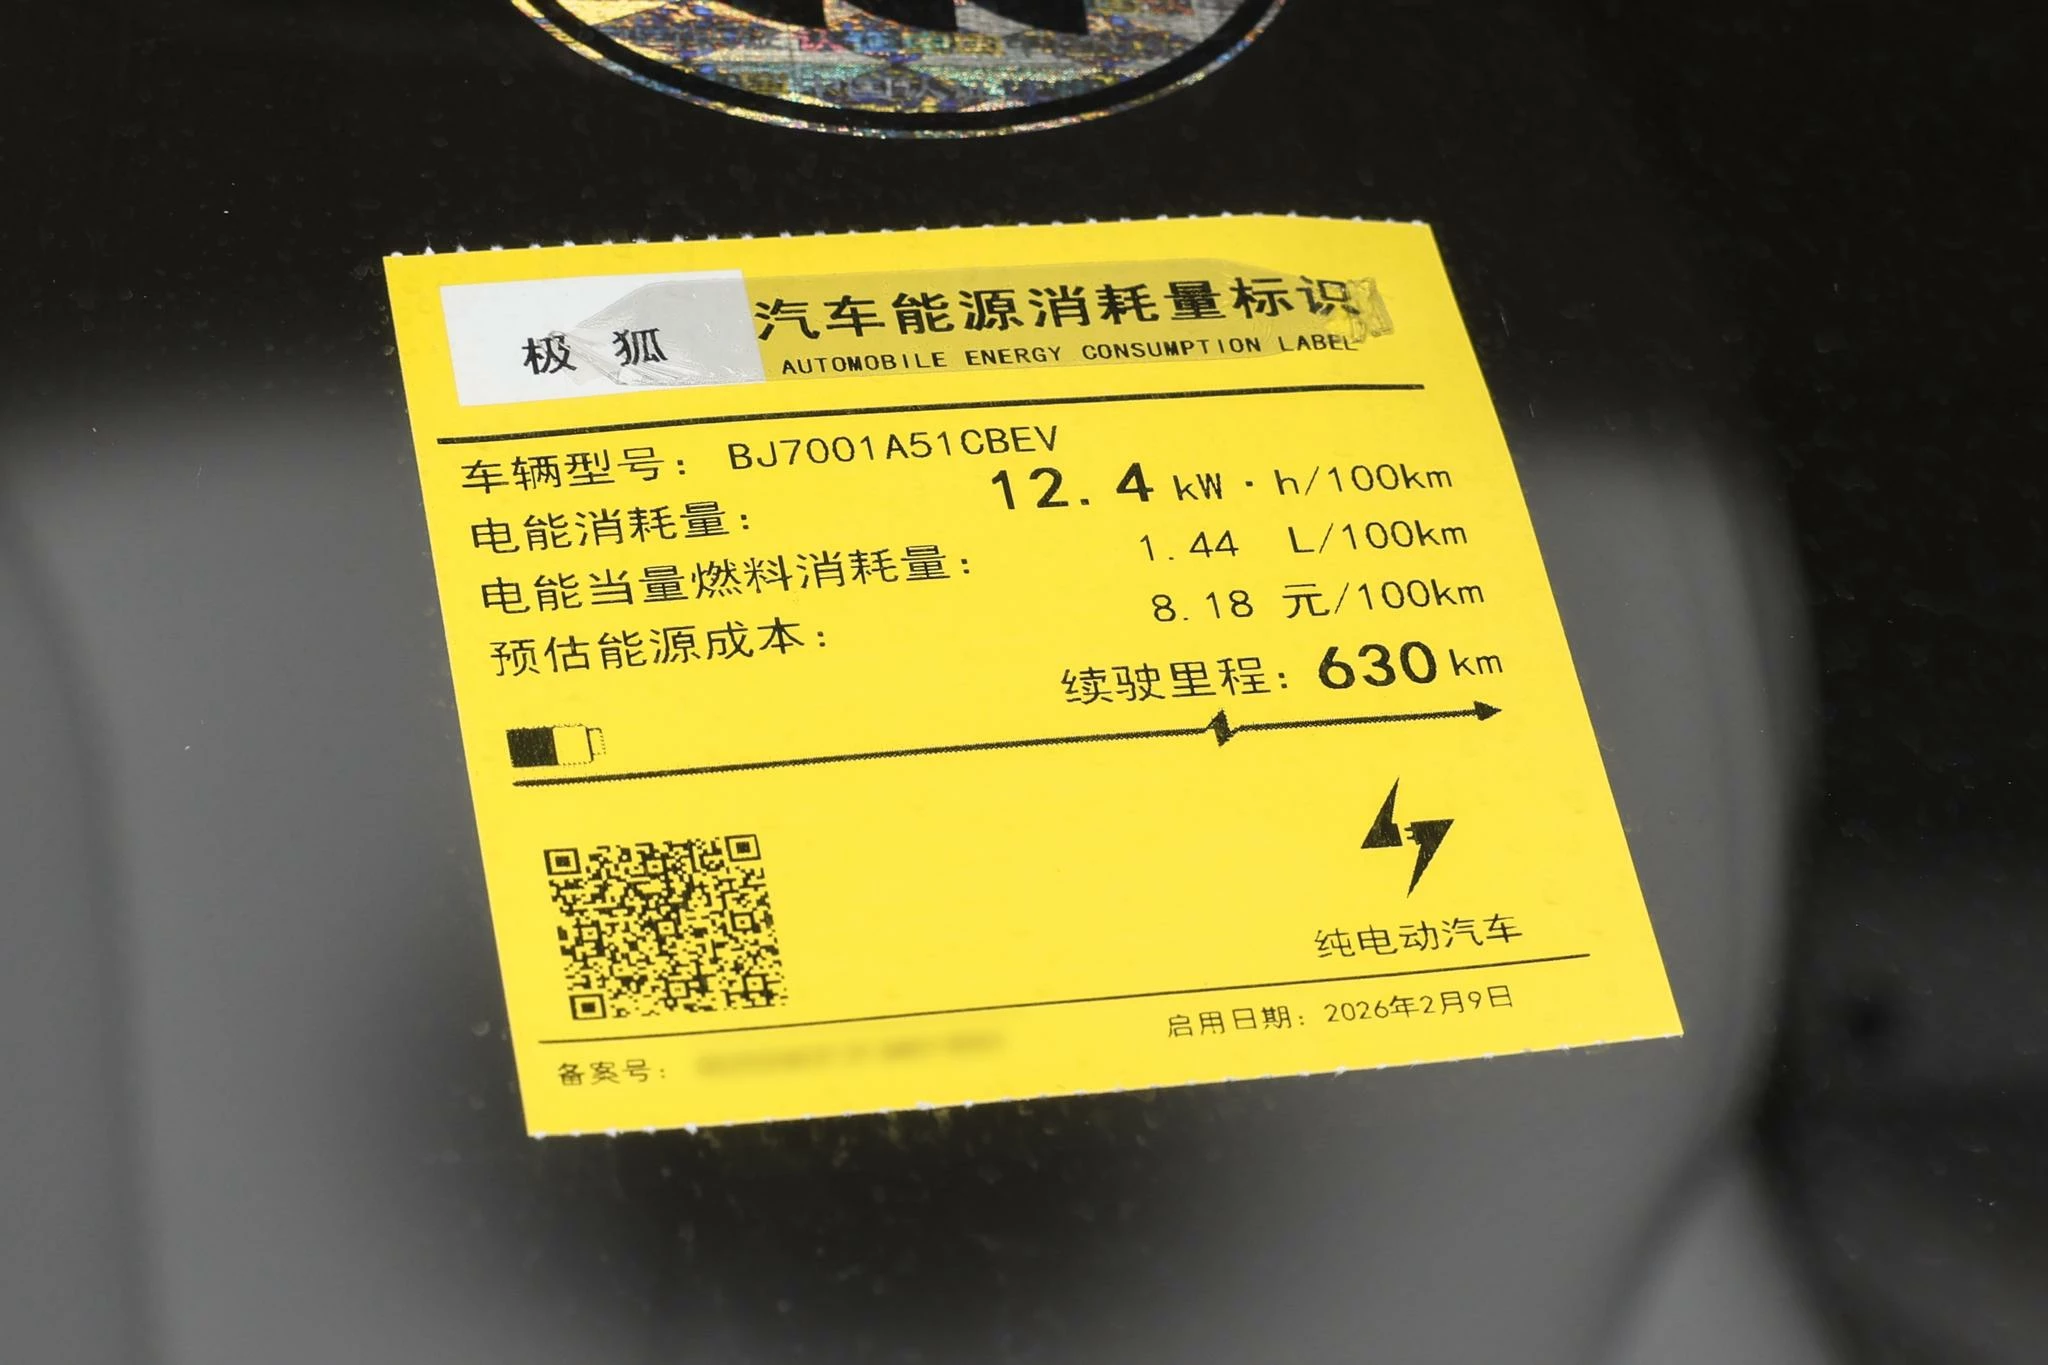 极 狐
汽车能源消耗量标识
AUTOMOBILE ENERGY CONSUMPTION LABEL
车辆型号: BJ7001A51CBEV
电能消耗量: 12.4 kW·h/100km
电能当量燃料消耗量: 1.44 L/100km
预估能源成本: 8.18 元/100km
续驶里程: 630 km
纯电动汽车
启用日期: 2026年2月9日
备案号: